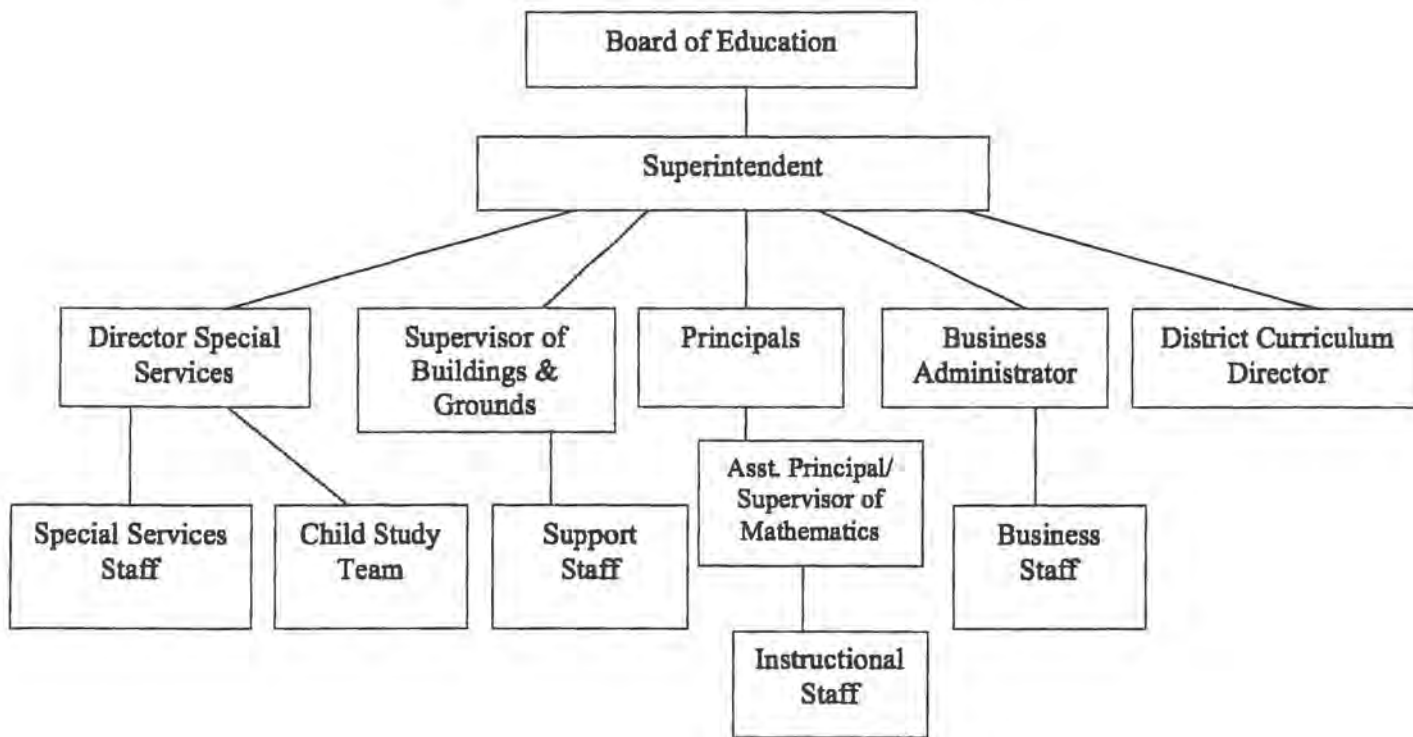 Board of Education
Superintendent
Director Special
Services
Supervisor of
Buildings &
Grounds
Principals
Business
Administrator
District Curriculum
Director
Asst. Principal/
Supervisor of
Mathematics
Special Services
Staff
Child Study
Team
Support
Staff
Business
Staff
Instructional
Staff